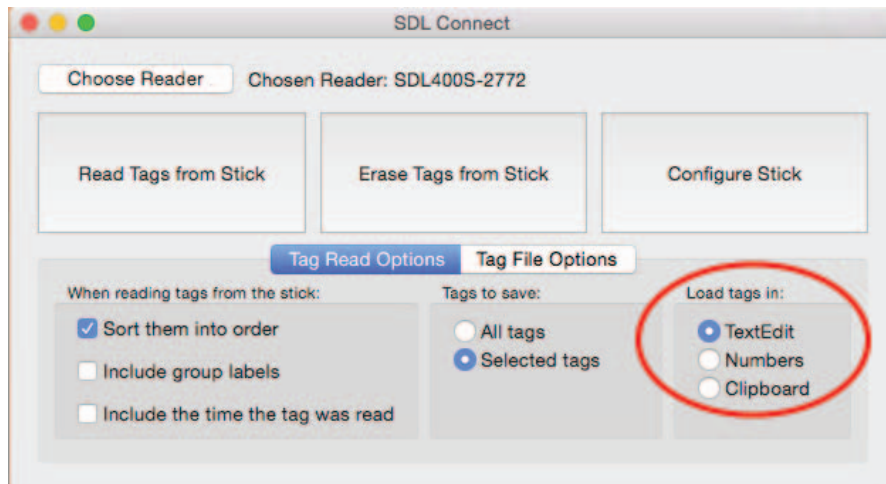 SDL Connect
Choose Reader Chosen Reader: SDL400S-2772
Read Tags from Stick Erase Tags from Stick Configure Stick
Tag Read Options Tag File Options
When reading tags from the stick: Tags to save: Load tags in:
Sort them into order All tags TextEdit
Include group labels Selected tags Numbers
Include the time the tag was read Clipboard